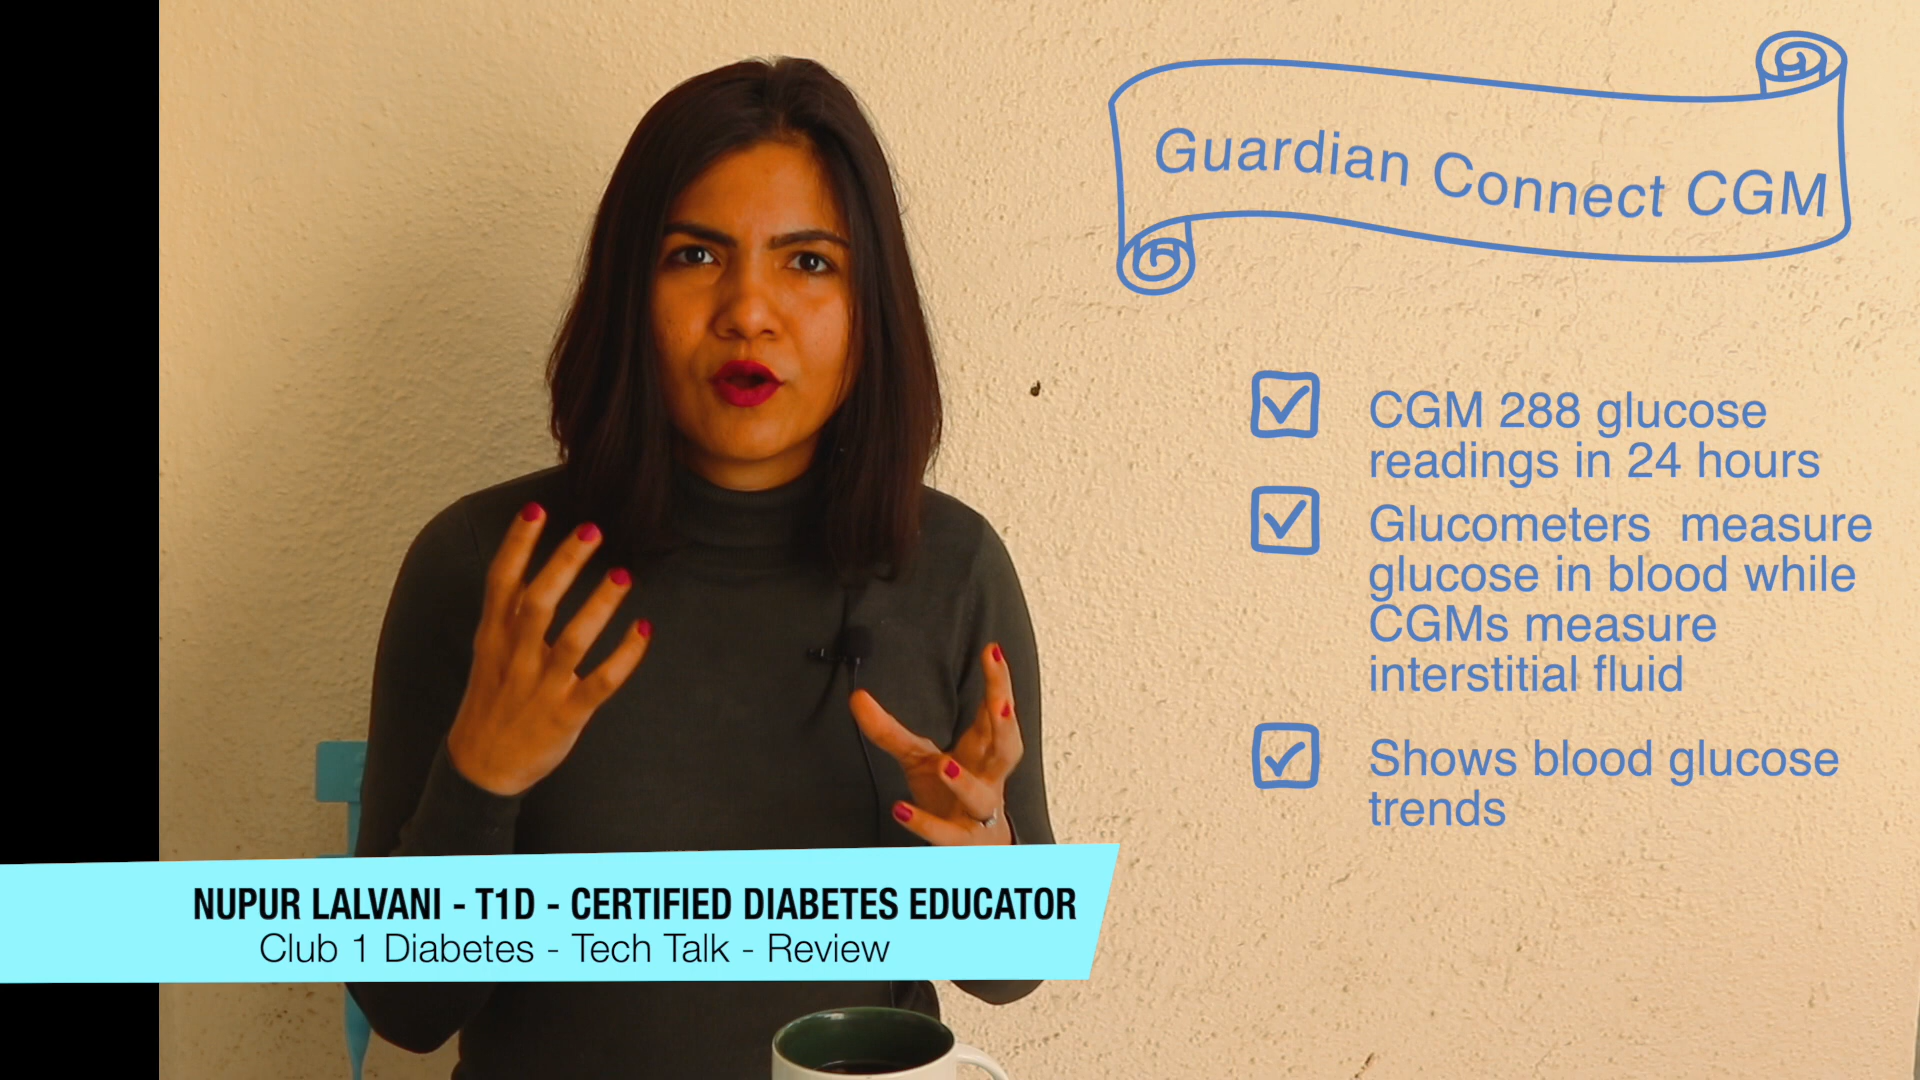 Guardian Connect CGM
CGM 288 glucose
readings in 24 hours
Glucometers measure
glucose in blood while
CGMs measure
interstitial fluid
Shows blood glucose
trends
NUPUR LALVANI - T1D - CERTIFIED DIABETES EDUCATOR
Club 1 Diabetes - Tech Talk - Review